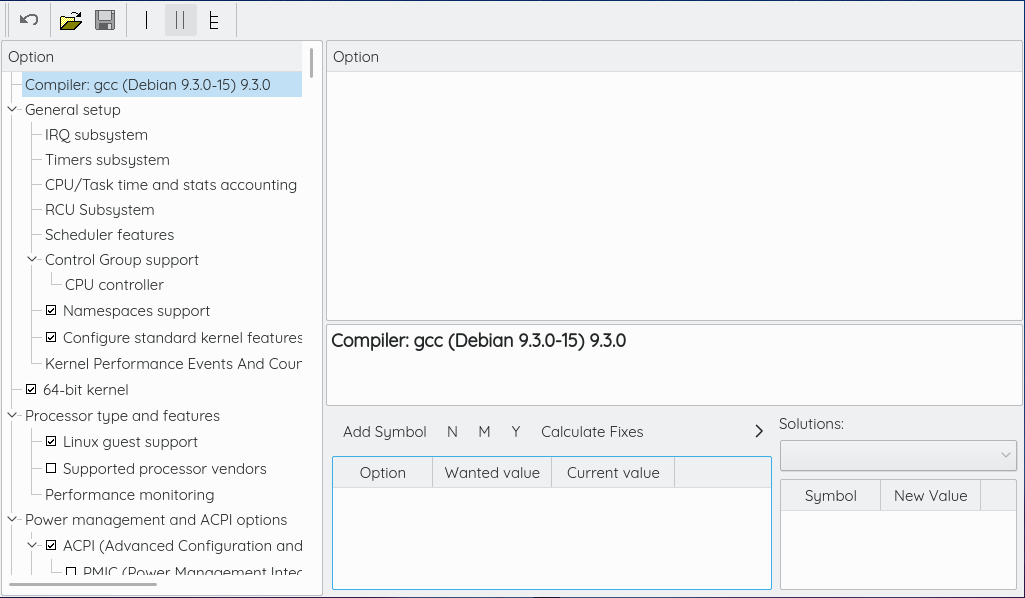 Option
Compiler: gcc (Debian 9.3.0-15) 9.3.0
General setup
IRQ subsystem
Timers subsystem
CPU/Task time and stats accounting
RCU Subsystem
Scheduler features
Control Group support
CPU controller
Namespaces support
Configure standard kernel features
Kernel Performance Events And Coun
64-bit kernel
Processor type and features
Linux guest support
Supported processor vendors
Performance monitoring
Power management and ACPI options
ACPI (Advanced Configuration and
PMIC (Power Management Integ
Option
Compiler: gcc (Debian 9.3.0-15) 9.3.0
Add Symbol N M Y Calculate Fixes
Option Wanted value Current value
Solutions:
Symbol New Value